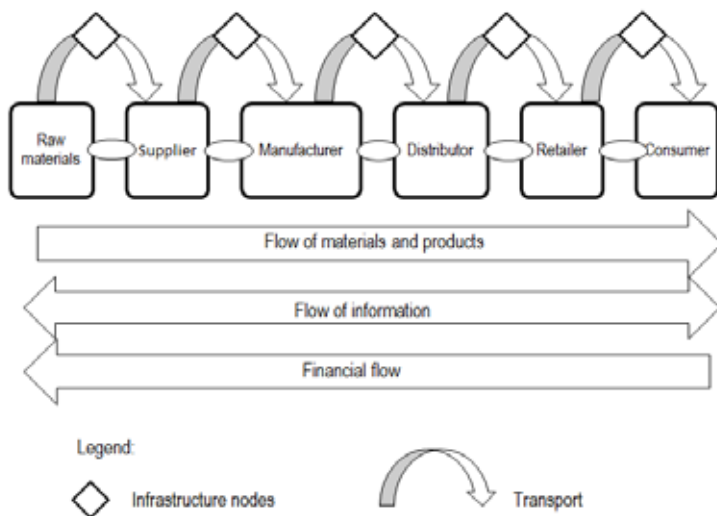 Raw
materials
Supplier
Manufacturer
Distributor
Retailer
Consumer
Flow of materials and products
Flow of information
Financial flow
Legend:
Infrastructure nodes
Transport